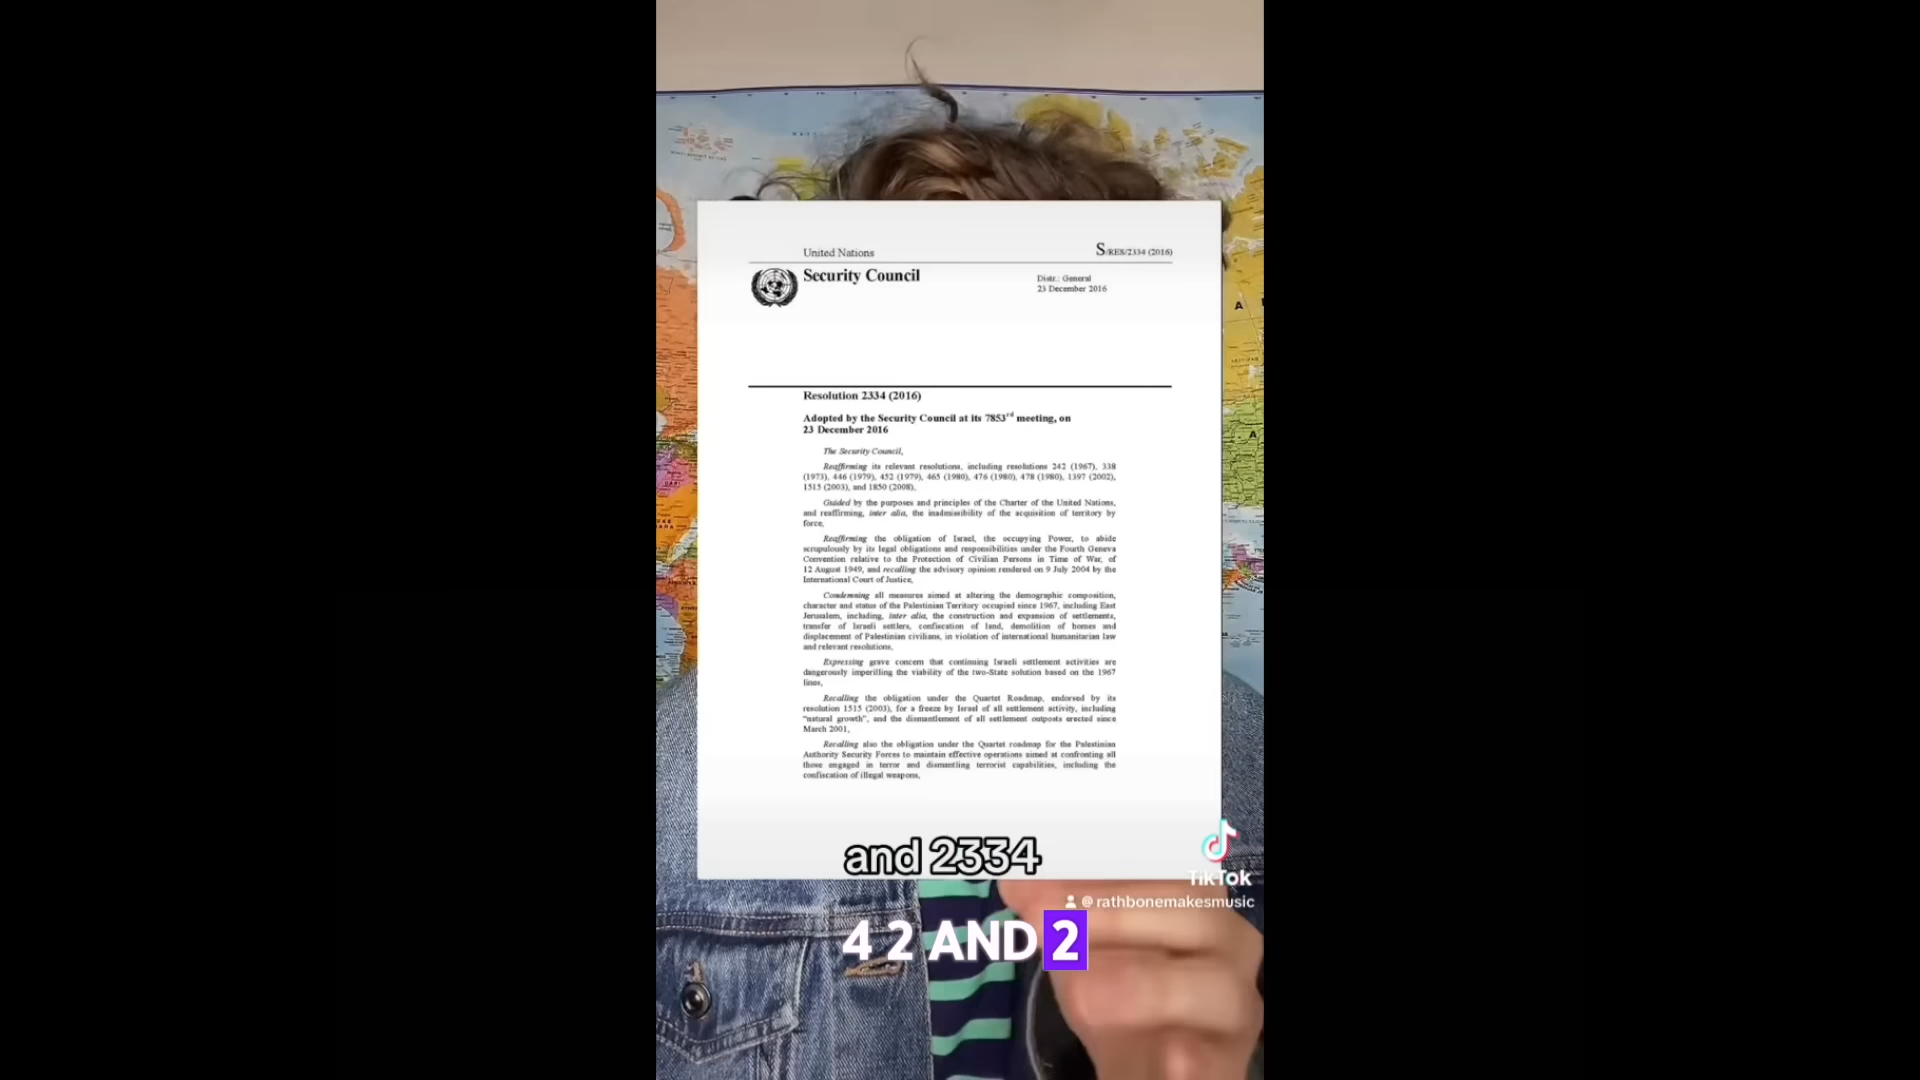 United Nations
S/RES/2334 (2016)
Security Council
Distr.: General
23 December 2016
Resolution 2334 (2016)
Adopted by the Security Council at its 7853rd meeting, on
23 December 2016
The Security Council,
Reaffirming its relevant resolutions, including resolutions 242 (1967), 338
(1973), 446 (1979), 452 (1979), 465 (1980), 476 (1980), 478 (1980), 1397 (2002),
1515 (2003), and 1850 (2008),
Guided by the purposes and principles of the Charter of the United Nations,
and reaffirming, inter alia, the inadmissibility of the acquisition of territory by
force,
Reaffirming the obligation of Israel, the occupying Power, to abide
scrupulously by its legal obligations and responsibilities under the Fourth Geneva
Convention relative to the Protection of Civilian Persons in Time of War, of
12 August 1949, and recalling the advisory opinion rendered on 9 July 2004 by the
International Court of Justice,
Condemning all measures aimed at altering the demographic composition,
character and status of the Palestinian Territory occupied since 1967, including East
Jerusalem, including, inter alia, the construction and expansion of settlements,
transfer of Israeli settlers, confiscation of land, demolition of homes and
displacement of Palestinian civilians, in violation of international humanitarian law
and relevant resolutions,
Expressing grave concern that continuing Israeli settlement activities are
dangerously imperilling the viability of the two-State solution based on the 1967
lines,
Recalling the obligation under the Quartet Roadmap, endorsed by its
resolution 1515 (2003), for a freeze by Israel of all settlement activity, including
“natural growth”, and the dismantlement of all settlement outposts erected since
March 2001,
Recalling also the obligation under the Quartet roadmap for the Palestinian
Authority Security Forces to maintain effective operations aimed at confronting all
those engaged in terror and dismantling terrorist capabilities, including the
confiscation of illegal weapons,
and 2334
TikTok
@rathbonemakesmusic
4 2 AND 2